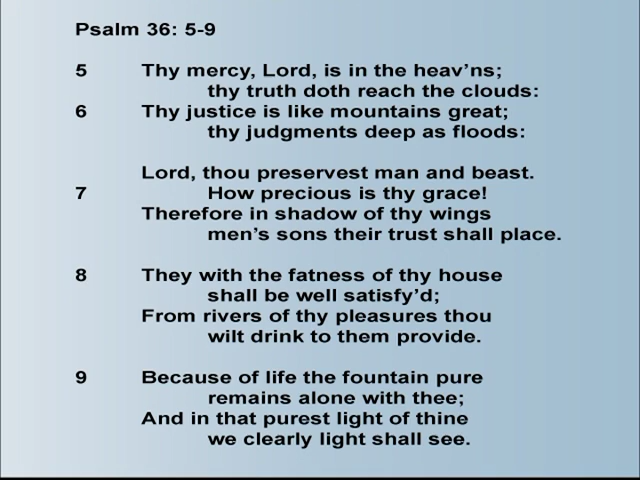 Psalm 36: 5-9
5 Thy mercy, Lord, is in the heav’ns;
thy truth doth reach the clouds:
6 Thy justice is like mountains great;
thy judgments deep as floods:
Lord, thou preservest man and beast.
7 How precious is thy grace!
Therefore in shadow of thy wings
men’s sons their trust shall place.
8 They with the fatness of thy house
shall be well satisfy’d;
From rivers of thy pleasures thou
wilt drink to them provide.
9 Because of life the fountain pure
remains alone with thee;
And in that purest light of thine
we clearly light shall see.